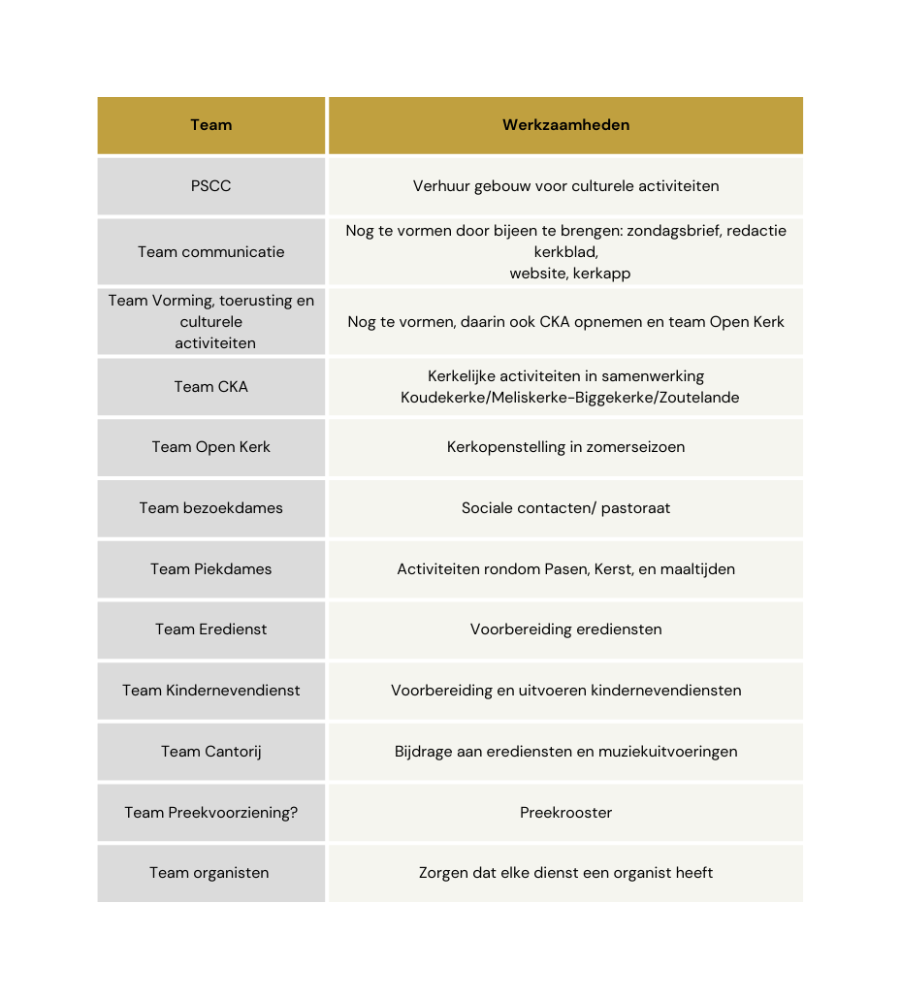 Team
Werkzaamheden
PSCC
Verhuur gebouw voor culturele activiteiten
Team communicatie
Nog te vormen door bijeen te brengen: zondagsbrief, redactie
kerkblad,
website, kerkapp
Team Vorming, toerusting en
culturele
activiteiten
Nog te vormen, daarin ook CKA opnemen en team Open Kerk
Team CKA
Kerkelijke activiteiten in samenwerking
Koudekerke/Meliskerke-Biggekerke/Zoutelande
Team Open Kerk
Kerkopenstelling in zomerseizoen
Team bezoekdames
Sociale contacten/ pastoraat
Team Piekdames
Activiteiten rondom Pasen, Kerst, en maaltijden
Team Eredienst
Voorbereiding erediensten
Team Kindernevendienst
Voorbereiding en uitvoeren kindernevendiensten
Team Cantorij
Bijdrage aan erediensten en muziekuitvoeringen
Team Preekvoorziening?
Preekrooster
Team organisten
Zorgen dat elke dienst een organist heeft